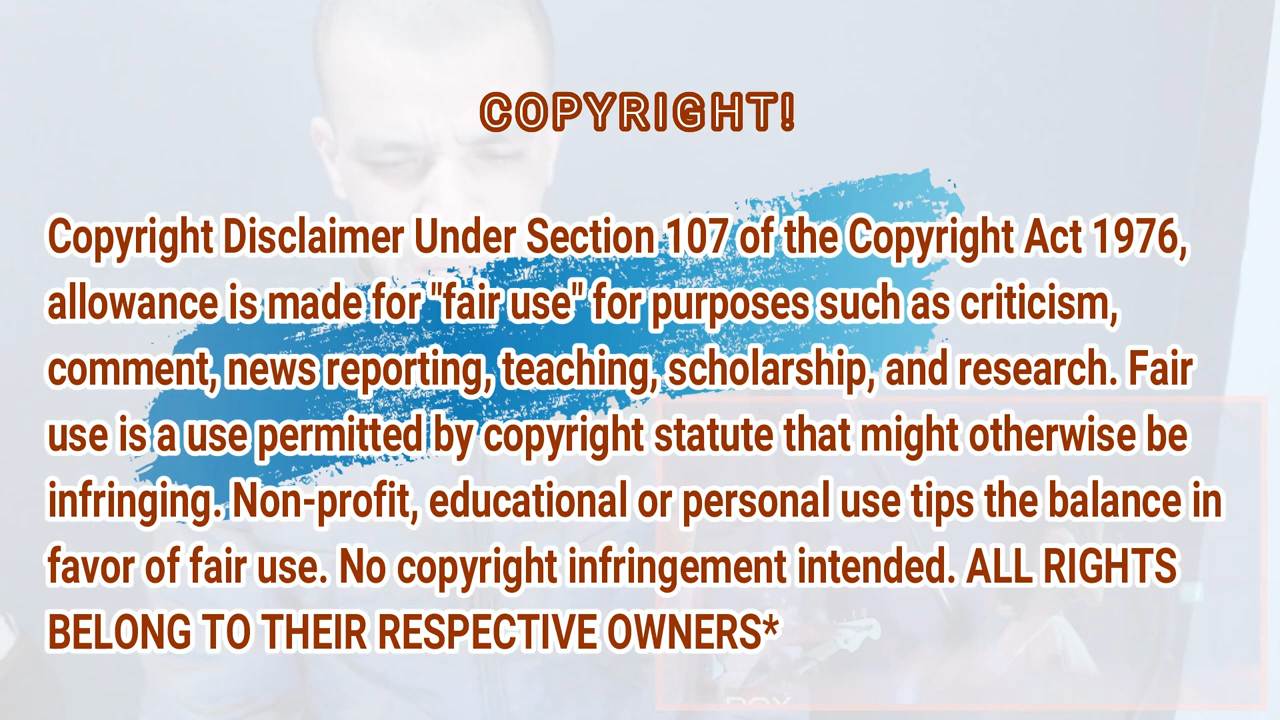 COPYRIGHT!
Copyright Disclaimer Under Section 107 of the Copyright Act 1976,
allowance is made for "fair use" for purposes such as criticism,
comment, news reporting, teaching, scholarship, and research. Fair
use is a use permitted by copyright statute that might otherwise be
infringing. Non-profit, educational or personal use tips the balance in
favor of fair use. No copyright infringement intended. ALL RIGHTS
BELONG TO THEIR RESPECTIVE OWNERS*